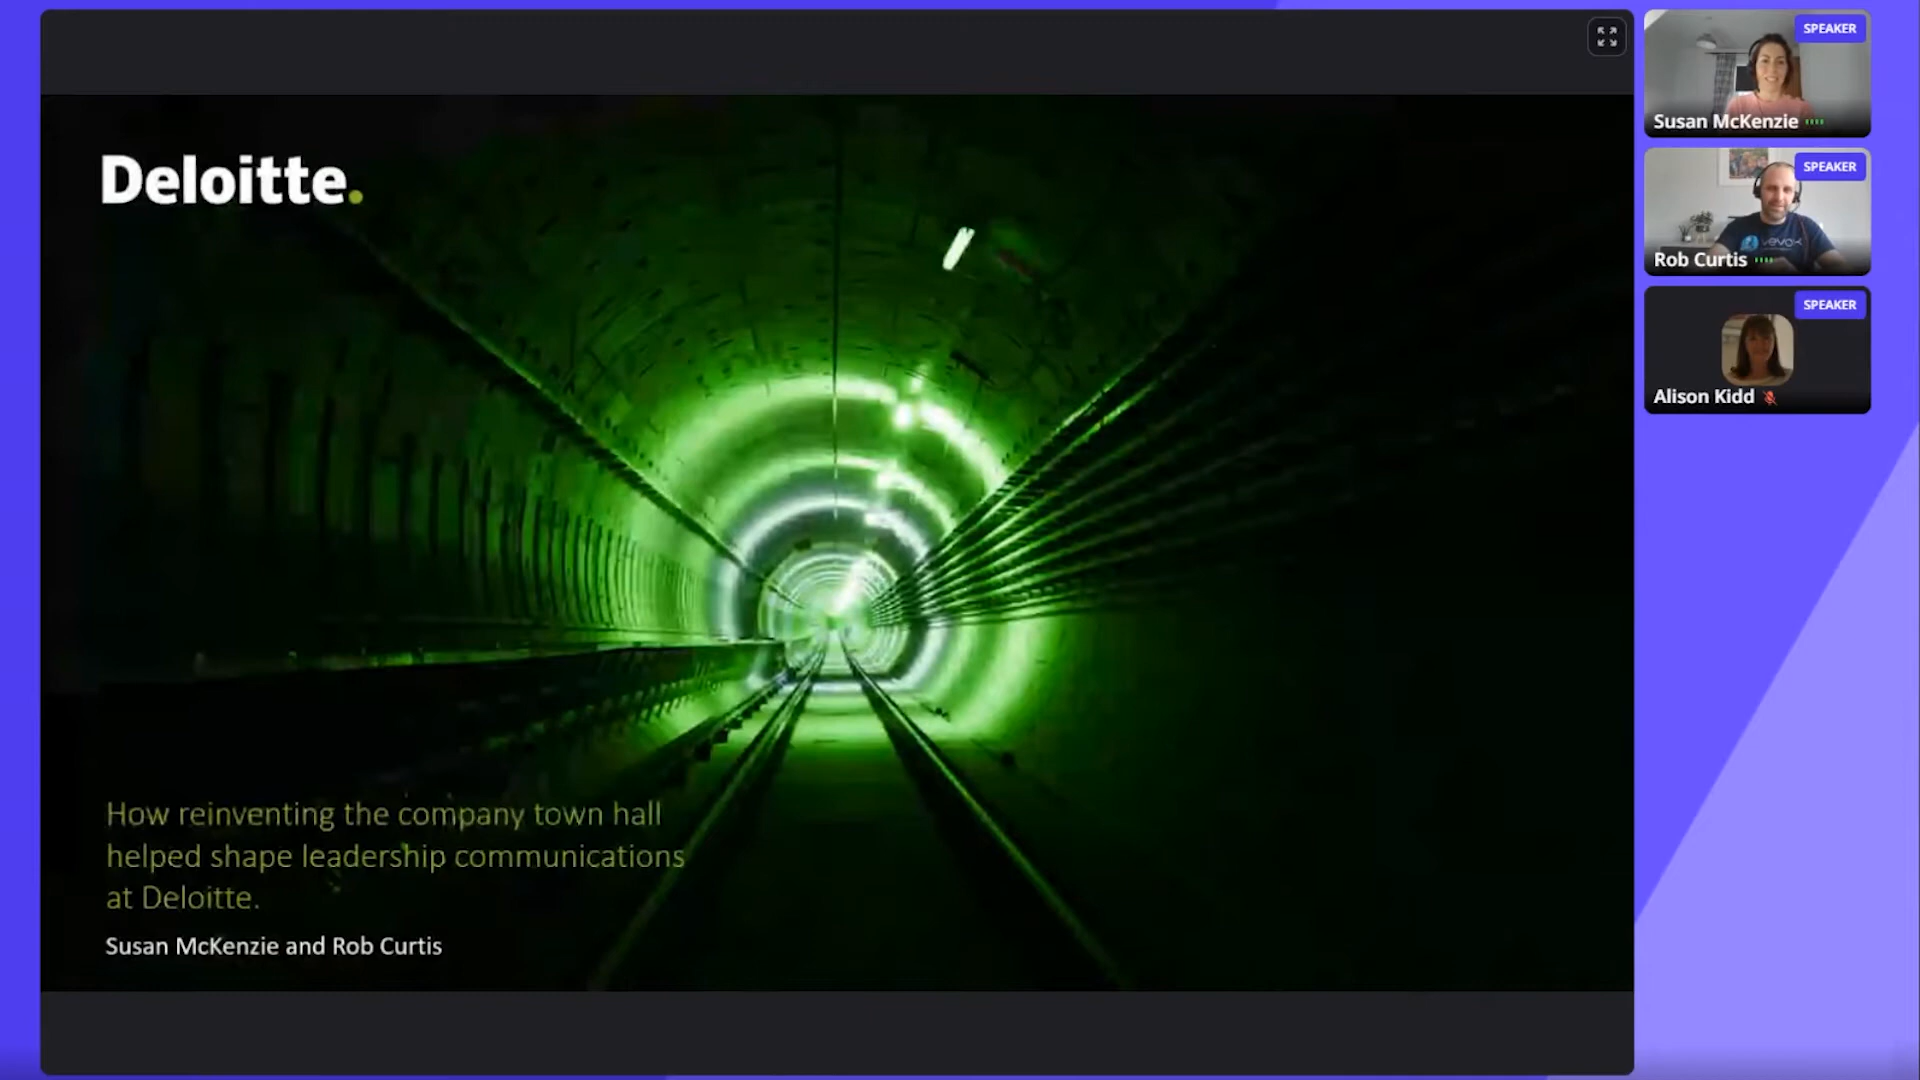 Deloitte.
How reinventing the company town hall
helped shape leadership communications
at Deloitte.
Susan McKenzie and Rob Curtis
SPEAKER
Susan McKenzie
SPEAKER
vevox
Rob Curtis
SPEAKER
Alison Kidd